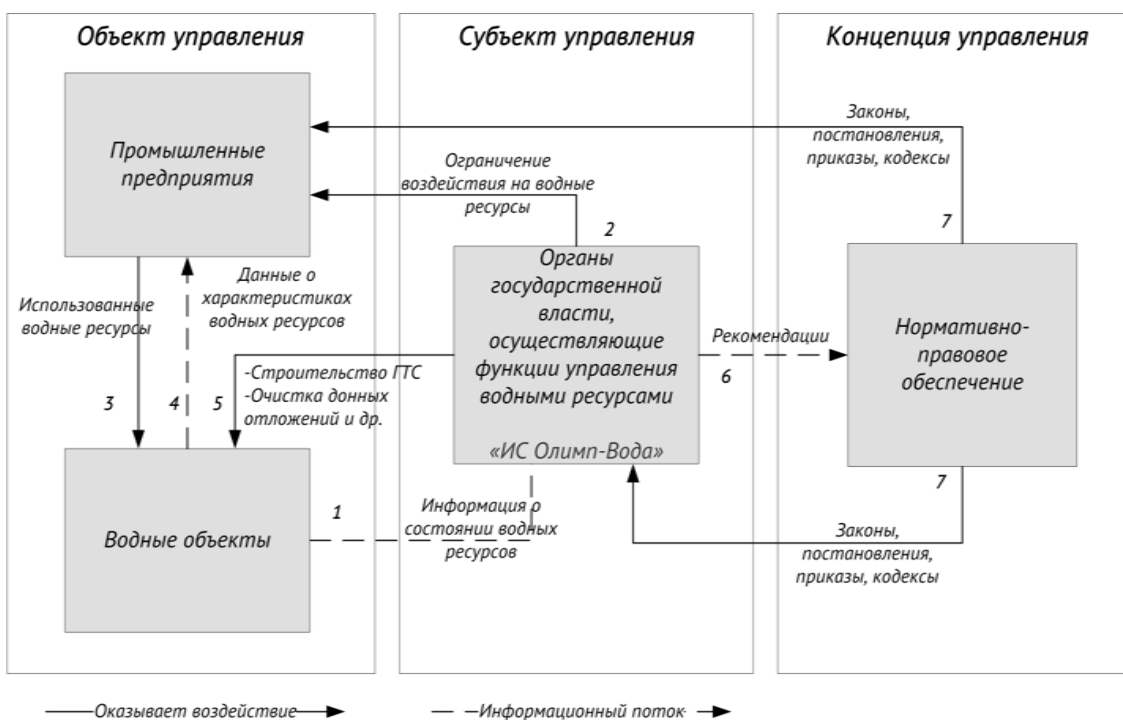 Объект управления
Субъект управления
Концепция управления
Промышленные
предприятия
Законы,
постановления,
приказы, кодексы
Ограничение
воздействия на водные
ресурсы
2
7
Органы
государственной
власти,
осуществляющие
функции управления
водными ресурсами
«ИС Олимп-Вода»
Нормативно-
правовое
обеспечение
Данные о
характеристиках
водных ресурсов
Использованные
водные ресурсы
Рекомендации
6
-Строительство ГТС
-Очистка донных
отложений и др.
3
4
5
7
Водные объекты
1
Информация о
состоянии водных
ресурсов
Законы,
постановления,
приказы, кодексы
Оказывает воздействие
Информационный поток